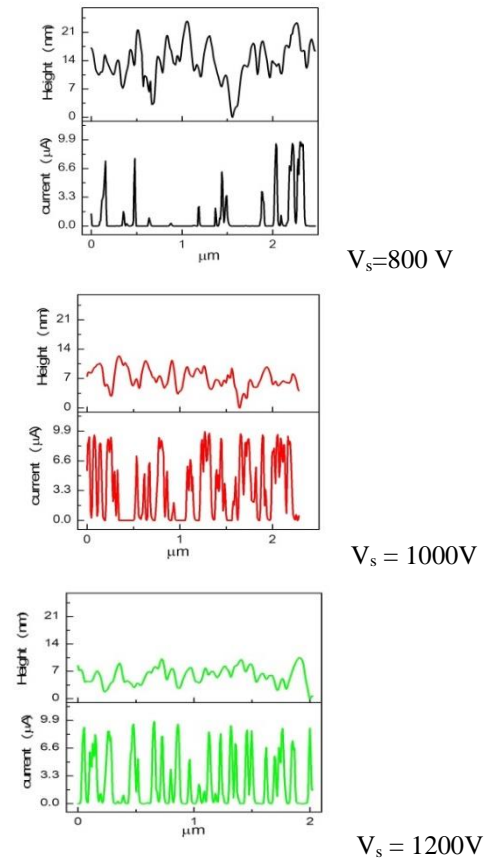 Height (nm)
21
14
7
0
current (μA)
9.9
6.6
3.3
0.0
0 1 2
μm
Vs=800 V
Height (nm)
21
14
7
0
current (μA)
9.9
6.6
3.3
0.0
0 1 2
μm
Vs = 1000V
Height (nm)
21
14
7
0
current (μA)
9.9
6.6
3.3
0.0
0 1 2
μm
Vs = 1200V